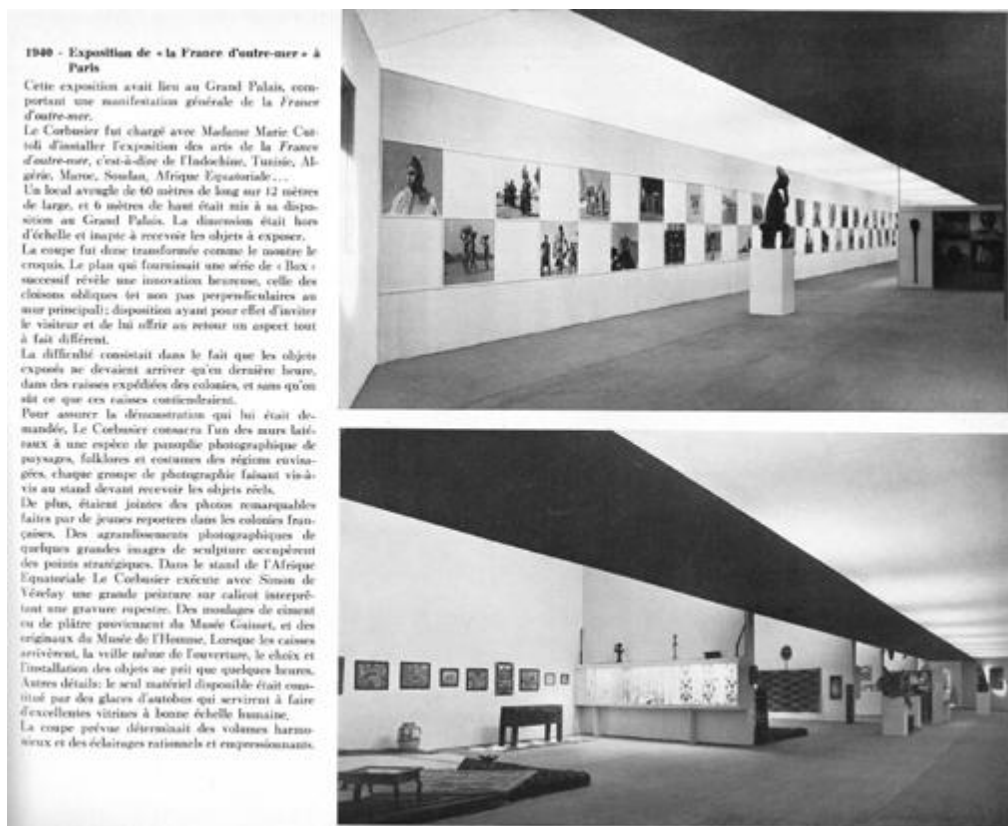 1940 - Exposition de «la France d'outre-mer» à
Paris
Cette exposition avait lieu au Grand Palais, com-
portant une manifestation générale de la France
d'outre-mer.
Le Corbusier fut chargé avec Madame Marie Cut-
toli d'installer l'exposition des arts de la France
d'outre-mer, c'est-à-dire de l'Indochine, Tunisie, Al-
gérie, Maroc, Soudan, Afrique Equatoriale...
Un local aveugle de 60 mètres de long sur 12 mètres
de large, et 6 mètres de haut était mis à sa dispo-
sition au Grand Palais. La dimension était hors
d'échelle et inapte à recevoir les objets à exposer.
La coupe fut donc transformée comme le montre le
croquis. Le plan qui fournissait une série de «Box»
successif révèle une innovation heureuse, celle des
cloisons obliques (et non pas perpendiculaires au
mur principal); disposition ayant pour effet d'inviter
le visiteur et de lui offrir au retour un aspect tout
à fait différent.
La difficulté consistait dans le fait que les objets
exposés ne devaient arriver qu'en dernière heure,
dans des caisses expédiées des colonies, et sans qu'on
sût ce que ces caisses contiendraient.
Pour assurer la démonstration qui lui était de-
mandée, Le Corbusier consacra l'un des murs laté-
raux à une espèce de panoplie photographique de
paysages, folklores et costumes des régions envisa-
gées, chaque groupe de photographie faisant vis-à-
vis au stand devant recevoir les objets réels.
De plus, étaient jointes des photos remarquables
faites par de jeunes reporters dans les colonies fran-
çaises. Des agrandissements photographiques de
quelques grandes images de sculpture occupèrent
des points stratégiques. Dans le stand de l'Afrique
Equatoriale Le Corbusier exécute avec Simon de
Vérelay une grande peinture sur calicot interpré-
tant une gravure rupestre. Des moulages de ciment
ou de plâtre proviennent du Musée Guimet, et des
originaux du Musée de l'Homme. Lorsque les caisses
arrivèrent, la veille même de l'ouverture, le choix et
l'installation des objets ne prit que quelques heures.
Autres détails: le seul matériel disponible était cons-
titué par des glaces d'autobus qui servirent à faire
d'excellentes vitrines à bonne échelle humaine.
La coupe prévue déterminait des volumes harmo-
nieux et des éclairages rationnels et empressionnants.